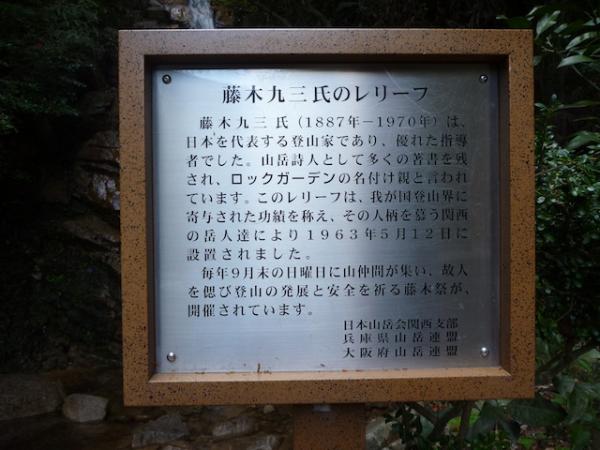 藤木九三氏のレリーフ
藤木九三氏（1887年－1970年）は、
日本を代表する登山家であり、優れた指導
者でした。山岳詩人として多くの著書を残
され、ロックガーデンの名付け親と言われ
ています。このレリーフは、我が国登山界に
寄与された功績を称え、その人柄を慕う関西
の岳人達により1963年5月12日に
設置されました。
毎年9月末の日曜日に山仲間が集い、故人
を偲び登山の発展と安全を祈る藤木祭が、
開催されています。
日本山岳会関西支部
兵庫県山岳連盟
大阪府山岳連盟